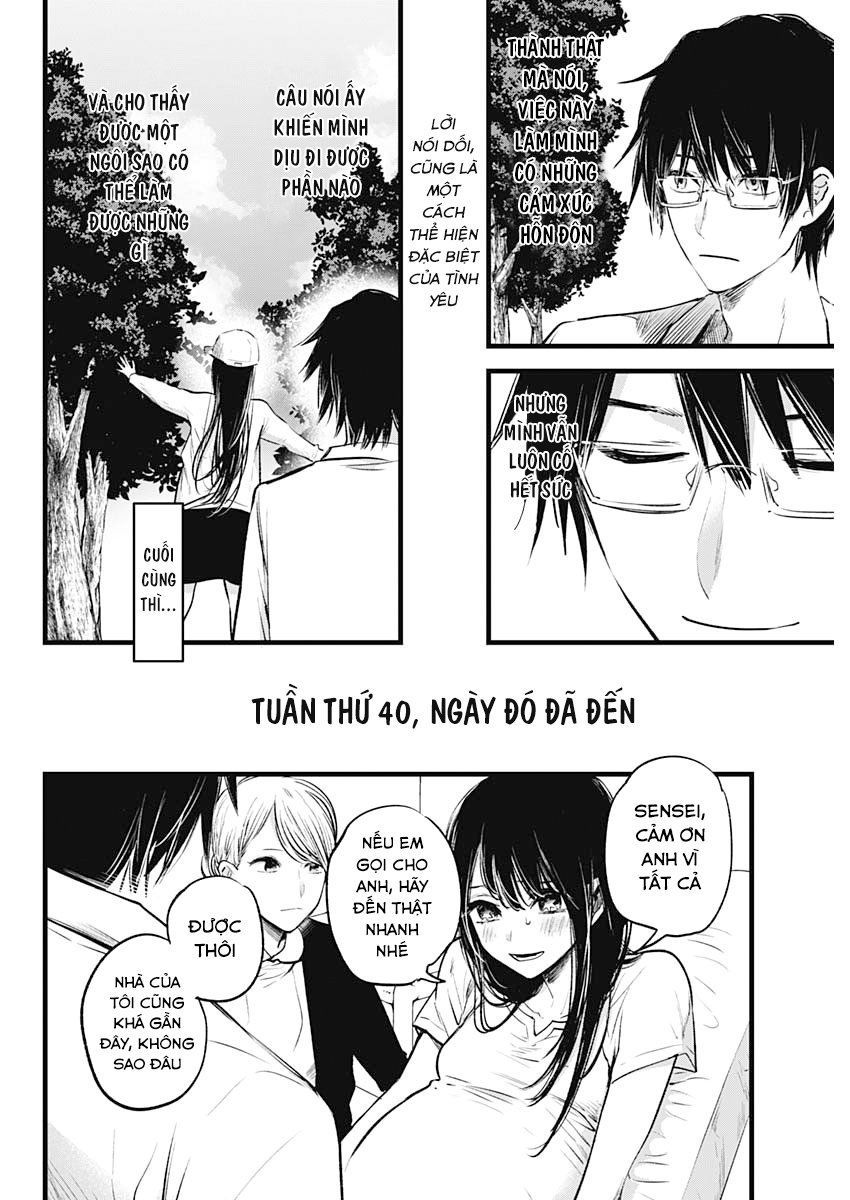 THÀNH THẬT
MÀ NÓI,
VIỆC NÀY
LÀM MÌNH
CÓ NHỮNG
CẢM XÚC
HỖN ĐỘN
NHƯNG
MÌNH VẪN
LUÔN CỐ
HẾT SỨC
LỜI
NÓI DỐI,
CŨNG LÀ
MỘT
CÁCH
THỂ HIỆN
ĐẶC BIỆT
CỦA TÌNH
YÊU
CÂU NÓI ẤY
KHIẾN MÌNH
DỊU ĐI ĐƯỢC
PHẦN NÀO
VÀ CHO THẤY
ĐƯỢC MỘT
NGÔI SAO CÓ
THỂ LÀM
ĐƯỢC NHỮNG
GÌ
CUỐI
CÙNG
THÌ...
TUẦN THỨ 40, NGÀY ĐÓ ĐÃ ĐẾN
SENSEI,
CẢM ƠN
ANH VÌ
TẤT CẢ
NẾU EM
GỌI CHO
ANH, HÃY
ĐẾN THẬT
NHANH
NHÉ
ĐƯỢC
THÔI
NHÀ CỦA
TÔI CŨNG
KHÁ GẦN
ĐÂY, KHÔNG
SAO ĐÂU